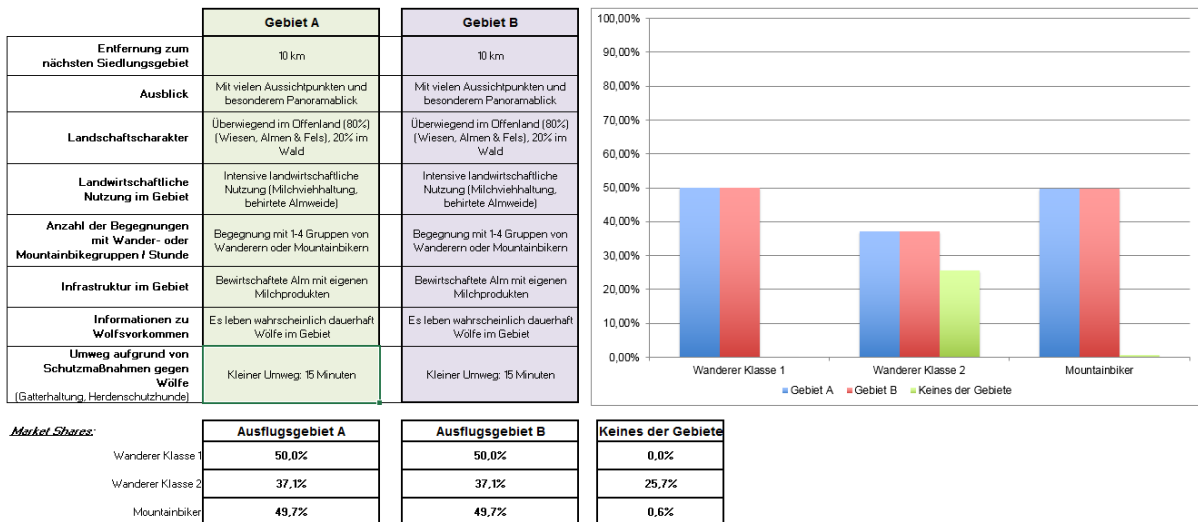 Gebiet A
Gebiet B
Entfernung zum
nächsten Siedlungsgebiet
10 km
10 km
Ausblick
Mit vielen Aussichtpunkten und
besonderem Panoramablick
Mit vielen Aussichtpunkten und
besonderem Panoramablick
Landschaftscharakter
Überwiegend im Offenland (80%)
(Wiesen, Almen & Fels), 20% im
Wald
Überwiegend im Offenland (80%)
(Wiesen, Almen & Fels), 20% im
Wald
Landwirtschaftliche
Nutzung im Gebiet
Intensive landwirtschaftliche
Nutzung (Milchviehhaltung,
behirtete Almweide)
Intensive landwirtschaftliche
Nutzung (Milchviehhaltung,
behirtete Almweide)
Anzahl der Begegnungen
mit Wander- oder
Mountainbikegruppen / Stunde
Begegnung mit 1-4 Gruppen von
Wanderern oder Mountainbikern
Begegnung mit 1-4 Gruppen von
Wanderern oder Mountainbikern
Infrastruktur im Gebiet
Bewirtschaftete Alm mit eigenen
Milchprodukten
Bewirtschaftete Alm mit eigenen
Milchprodukten
Informationen zu
Wolfsvorkommen
Es leben wahrscheinlich dauerhaft
Wölfe im Gebiet
Es leben wahrscheinlich dauerhaft
Wölfe im Gebiet
Umweg aufgrund von
Schutzmaßnahmen gegen
Wölfe
(Gatterhaltung, Herdenschutzhunde)
Kleiner Umweg: 15 Minuten
Kleiner Umweg: 15 Minuten
100,00%
90,00%
80,00%
70,00%
60,00%
50,00%
40,00%
30,00%
20,00%
10,00%
0,00%
Wanderer Klasse 1
Wanderer Klasse 2
Mountainbiker
Gebiet A
Gebiet B
Keines der Gebiete
Market Shares:
Ausflugsgebiet A
Ausflugsgebiet B
Keines der Gebiete
Wanderer Klasse 1
50,0%
50,0%
0,0%
Wanderer Klasse 2
37,1%
37,1%
25,7%
Mountainbiker
49,7%
49,7%
0,6%